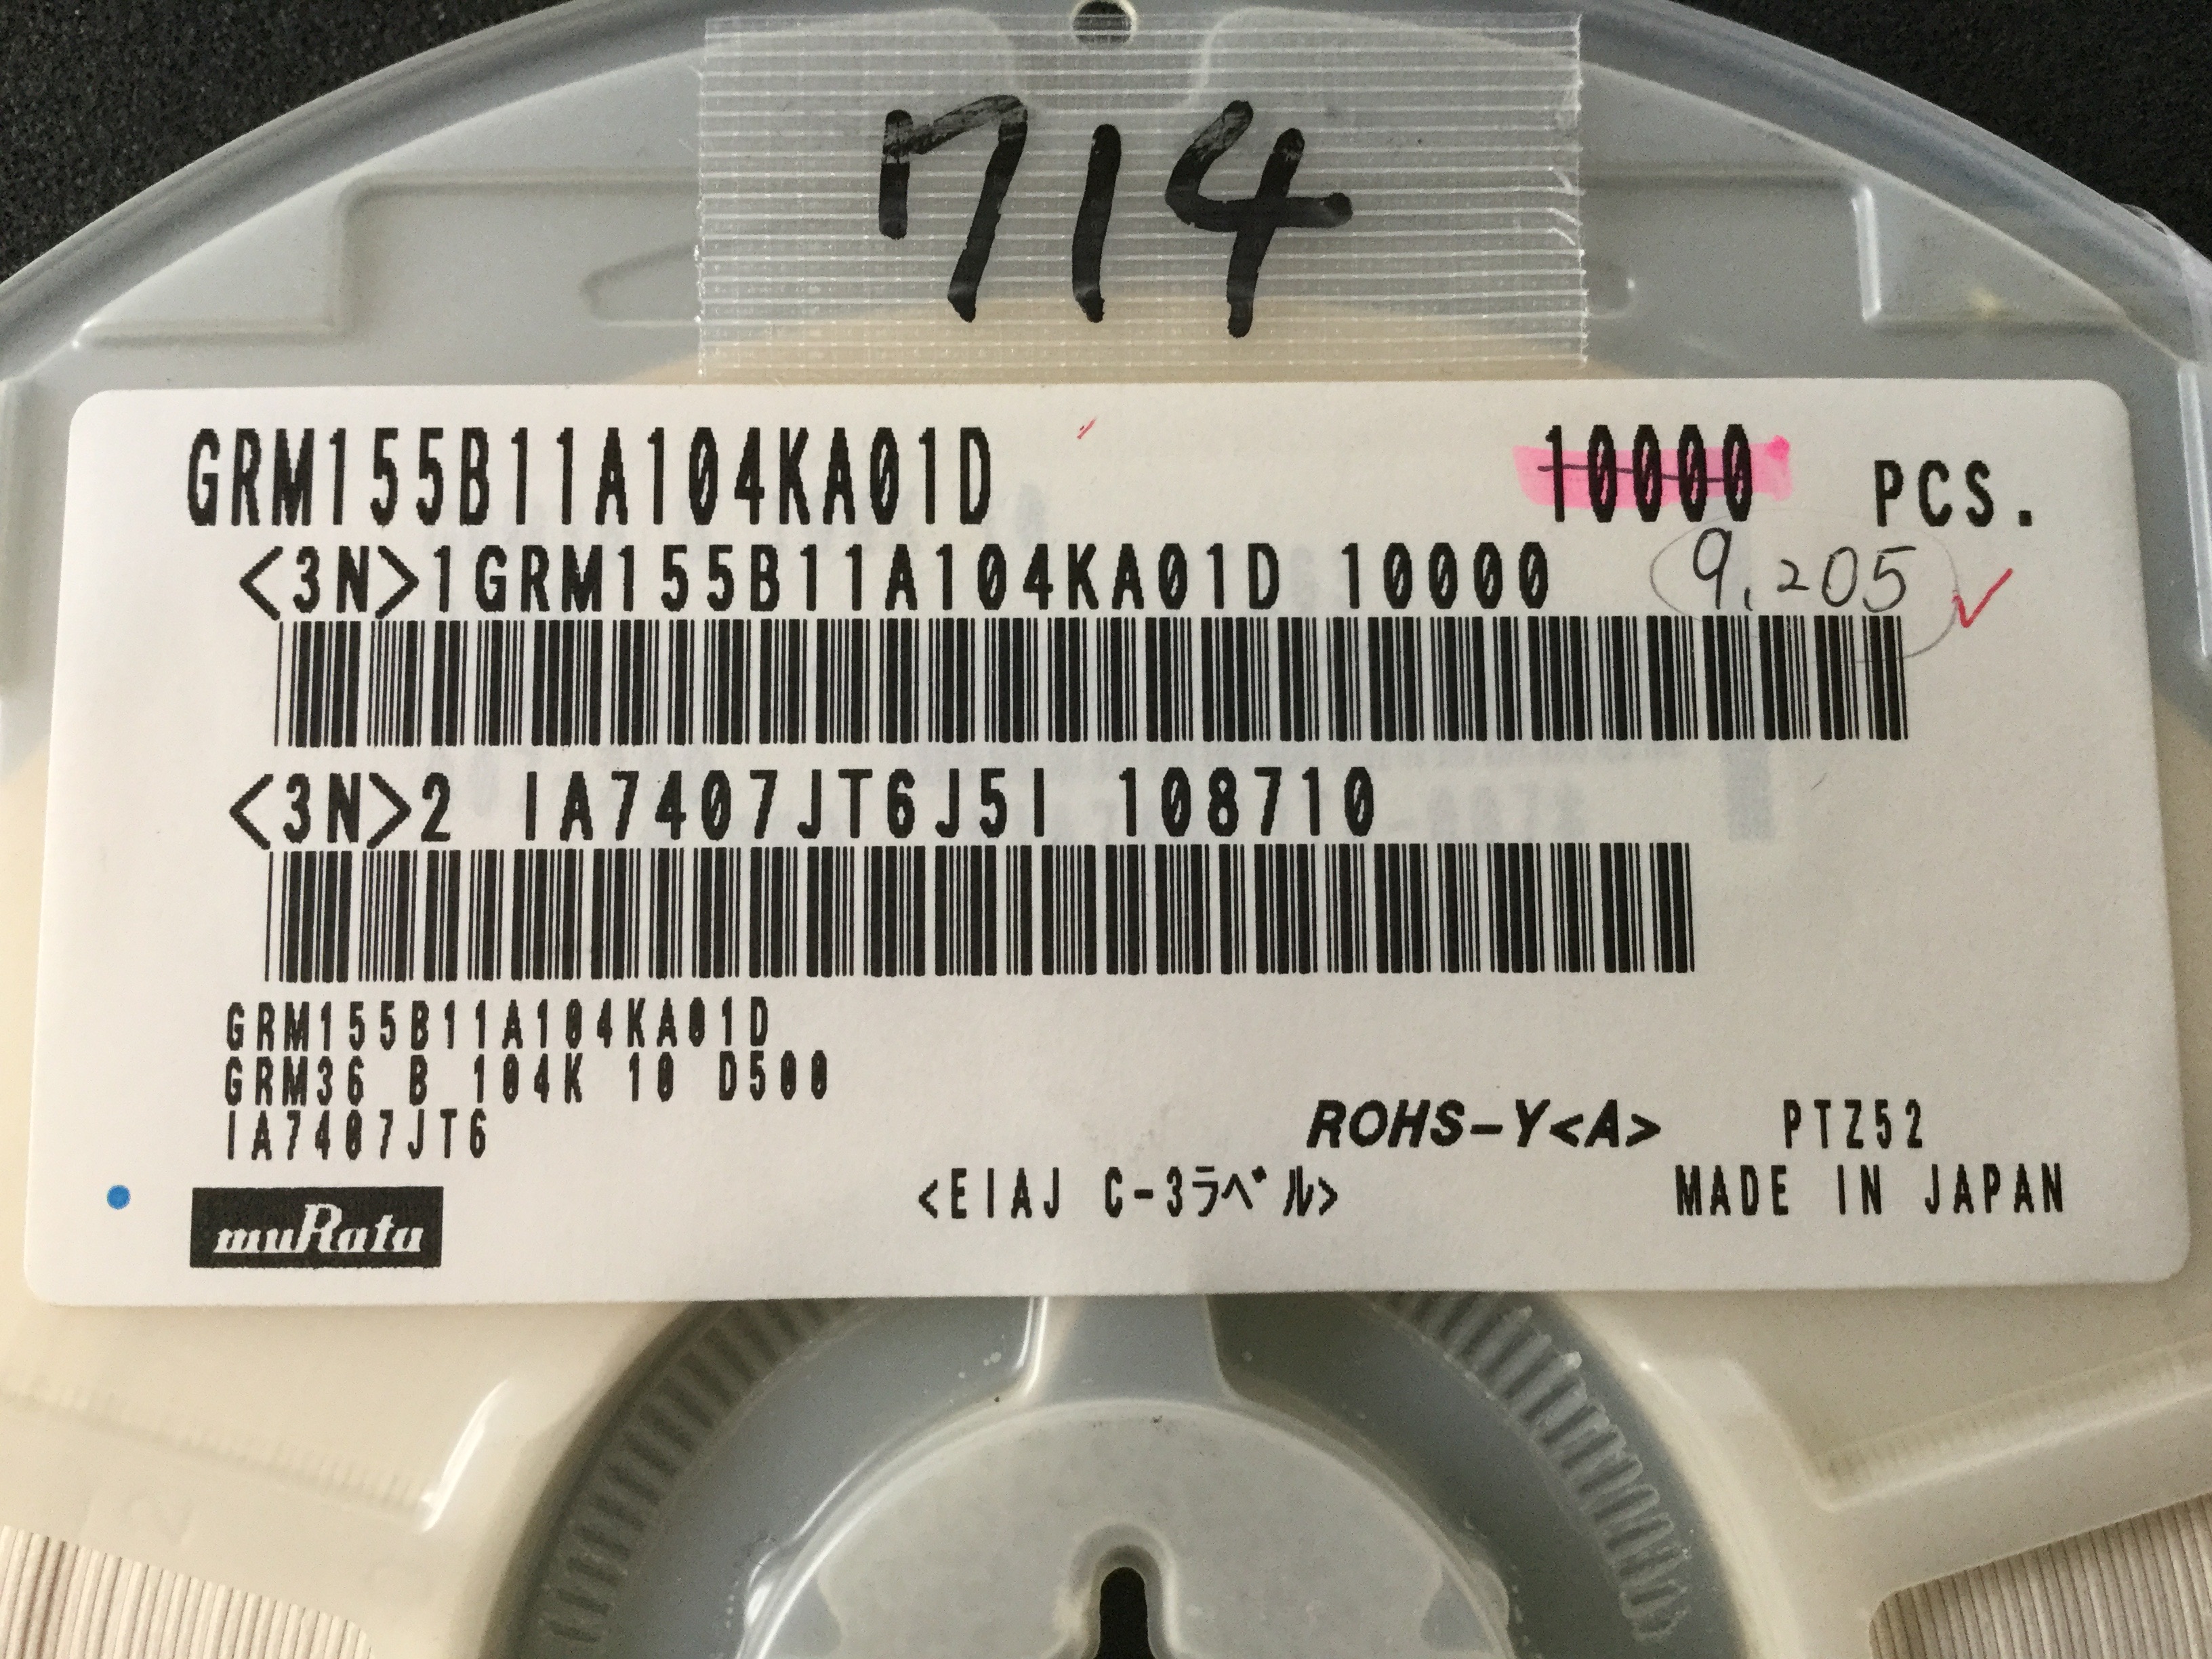 714
GRM155B11A104KA01D 10000 PCS.
<3N>1GRM155B11A104KA01D 10000 9,205
<3N>2 IA7407JT6J5I 108710
GRM155B11A104KA01D
GRM36 B 104K 10 D500
IA7407JT6
ROHS-Y<A> PTZ52
<EIAJ C-3ラベル> MADE IN JAPAN
muRata